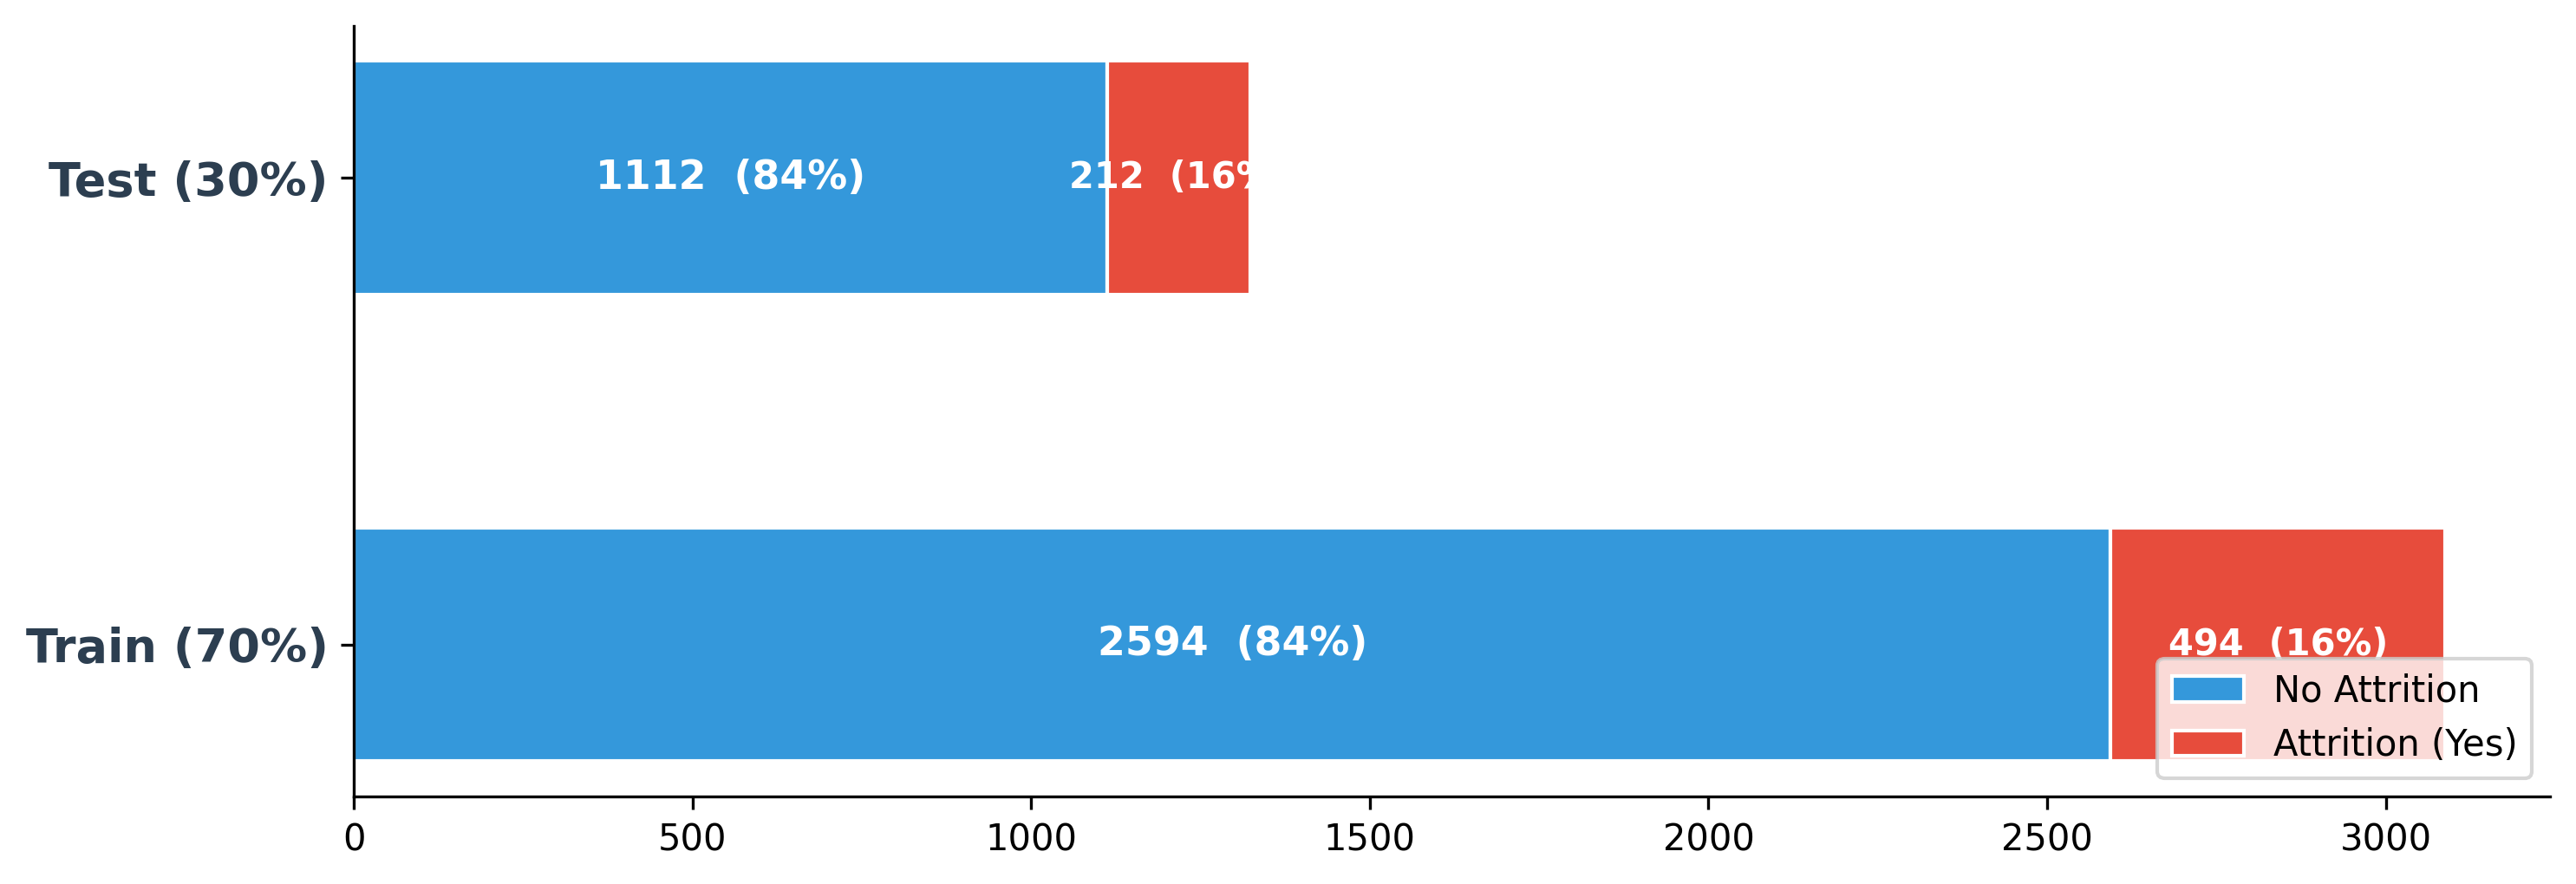 Test (30%)
1112 (84%)
212 (16%
Train (70%)
2594 (84%)
494 (16%)
No Attrition
Attrition (Yes)
0 500 1000 1500 2000 2500 3000